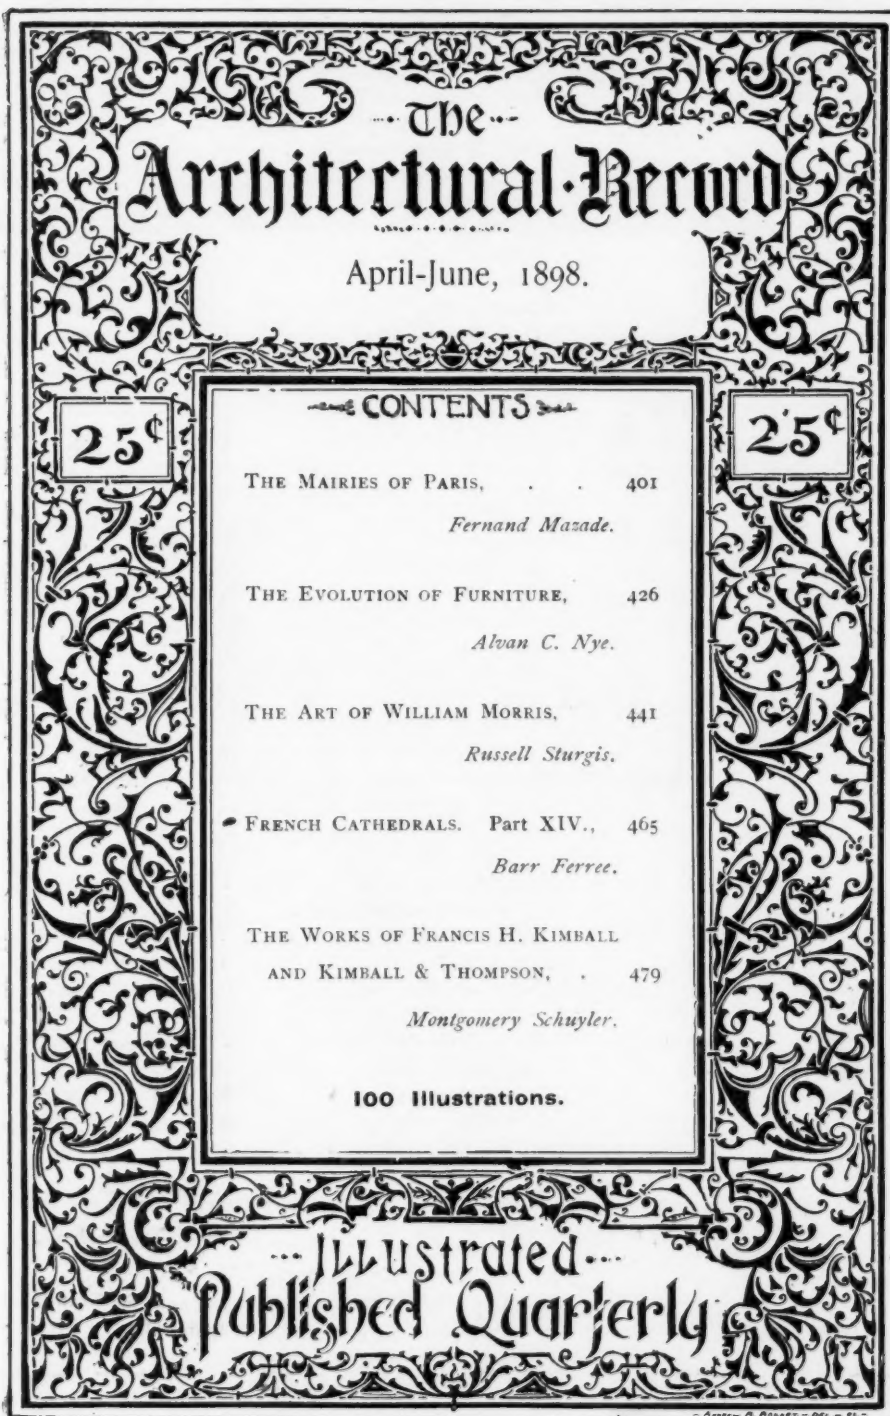 The
Architectural·Record
April-June, 1898.
CONTENTS
25¢
25¢
THE MAIRIES OF PARIS, . . 401
Fernand Mazade.
THE EVOLUTION OF FURNITURE, 426
Alvan C. Nye.
THE ART OF WILLIAM MORRIS, 441
Russell Sturgis.
FRENCH CATHEDRALS. Part XIV., 465
Barr Ferree.
THE WORKS OF FRANCIS H. KIMBALL
AND KIMBALL & THOMPSON, . 479
Montgomery Schuyler.
100 Illustrations.
ILLUstrated
Published Quarterly